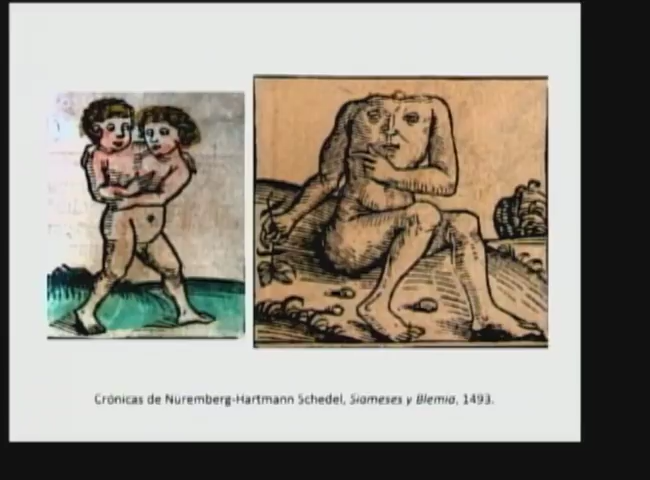 Crónicas de Nuremberg-Hartmann Schedel, Siameses y Blemia, 1493.